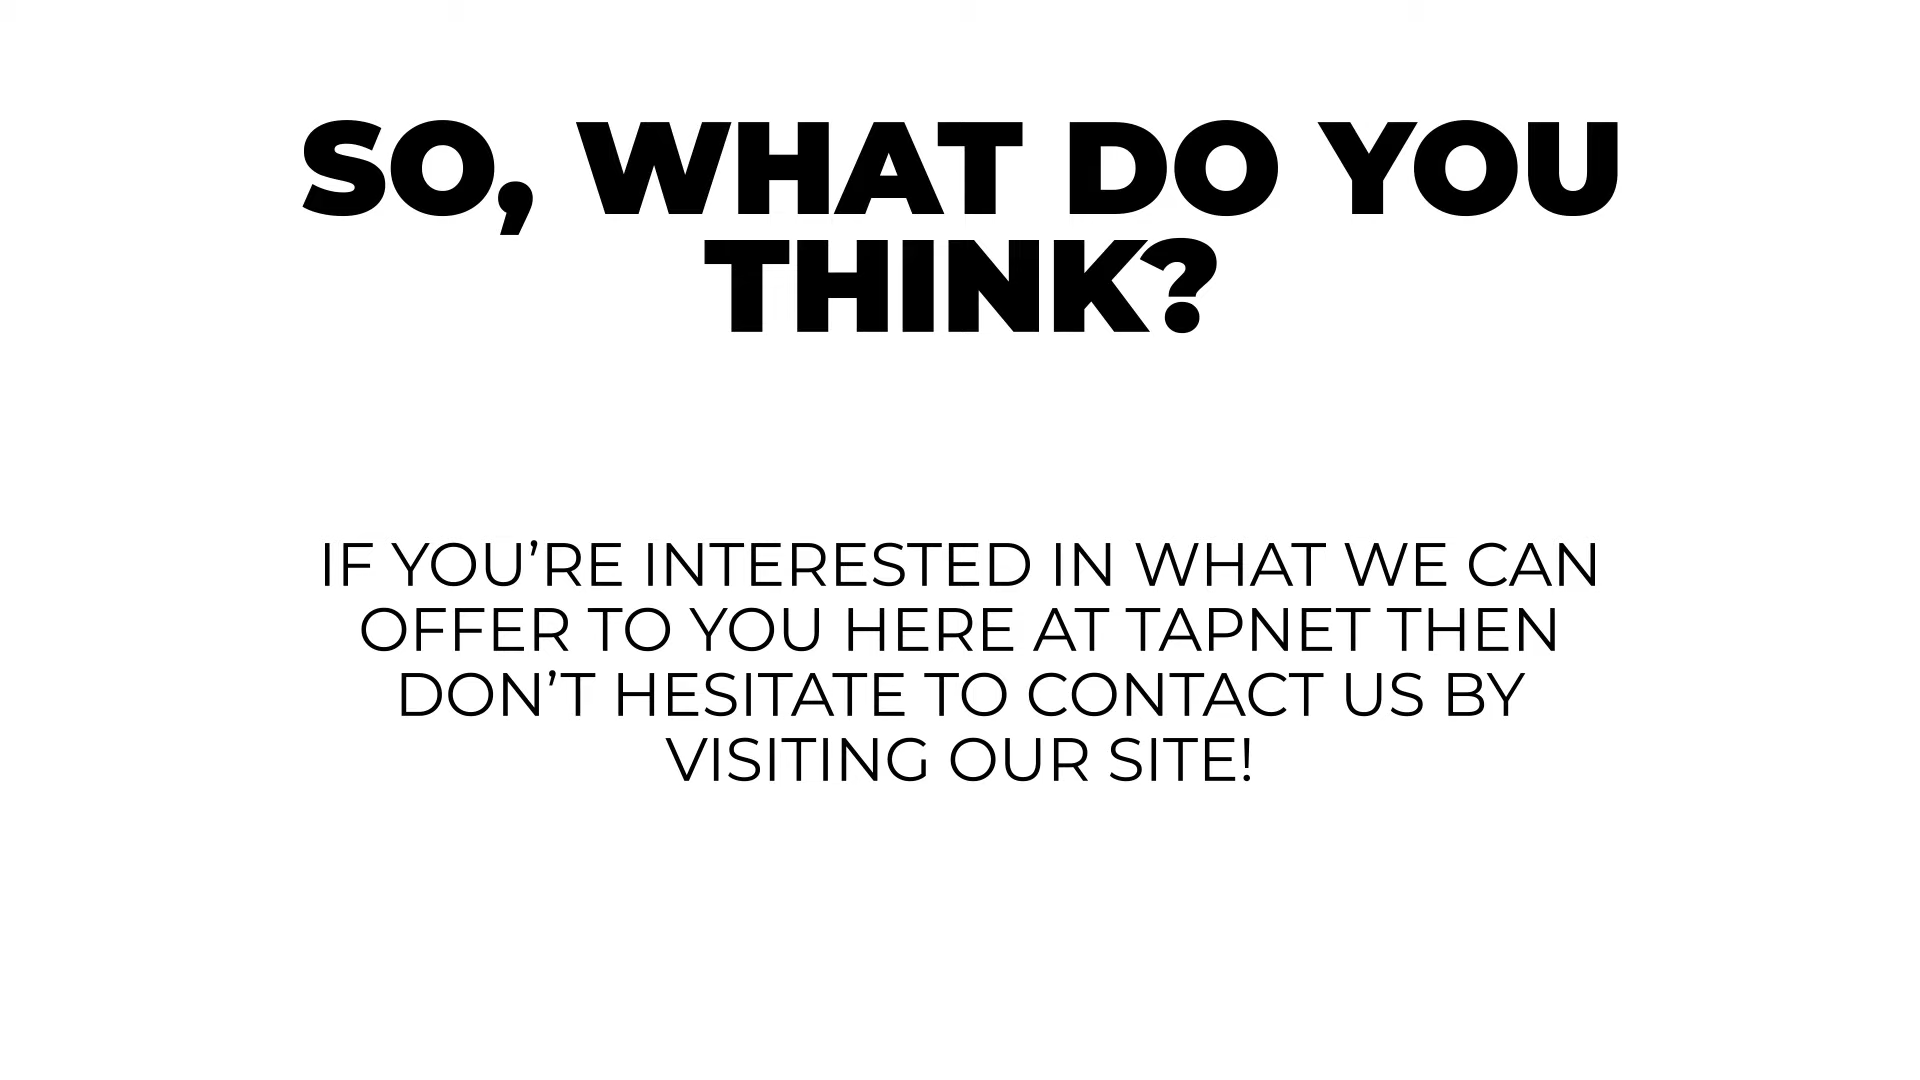 SO, WHAT DO YOU
THINK?
IF YOU’RE INTERESTED IN WHAT WE CAN
OFFER TO YOU HERE AT TAPNET THEN
DON’T HESITATE TO CONTACT US BY
VISITING OUR SITE!